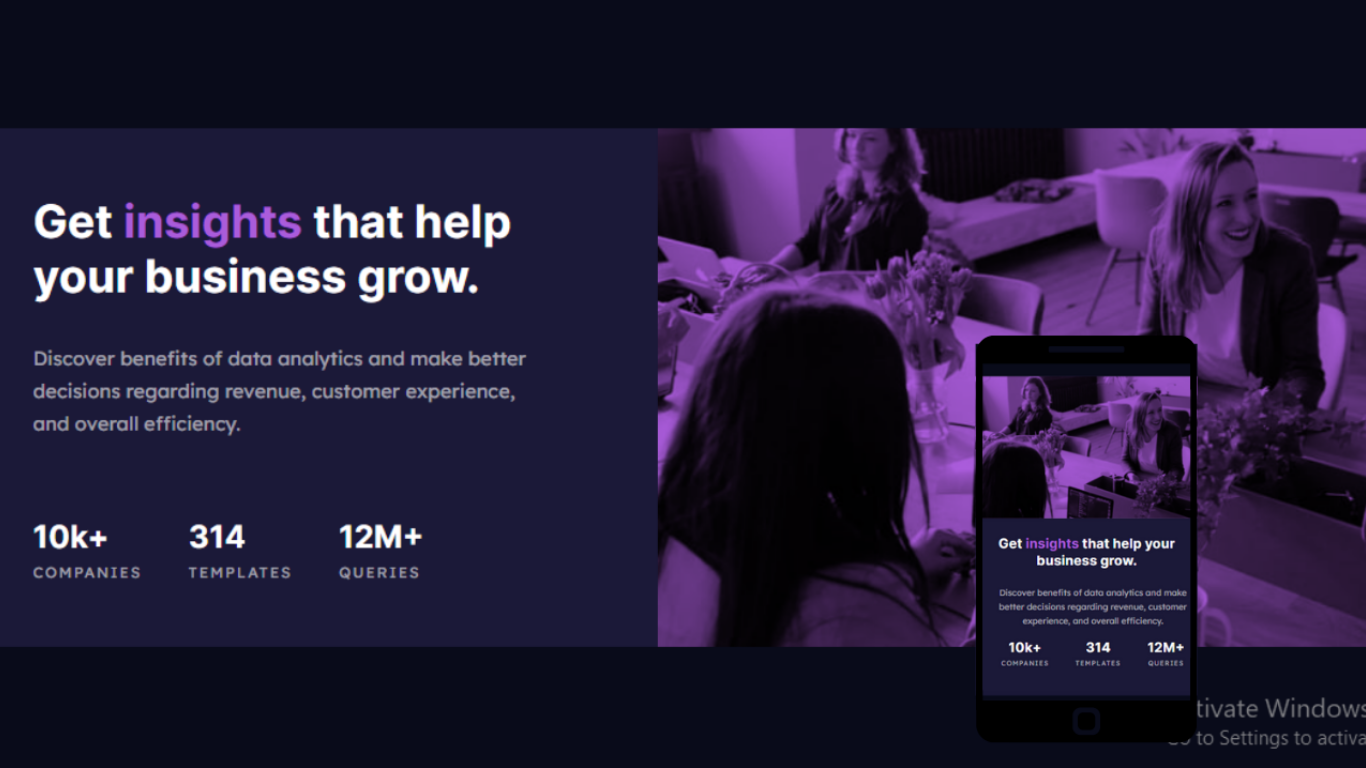 Get insights that help
your business grow.
Discover benefits of data analytics and make better
decisions regarding revenue, customer experience,
and overall efficiency.
10k+ 314 12M+
COMPANIES TEMPLATES QUERIES
Get insights that help your
business grow.
Discover benefits of data analytics and make
better decisions regarding revenue, customer
experience, and overall efficiency.
10k+ 314 12M+
COMPANIES TEMPLATES QUERIES
tivate Windows
to Settings to activa